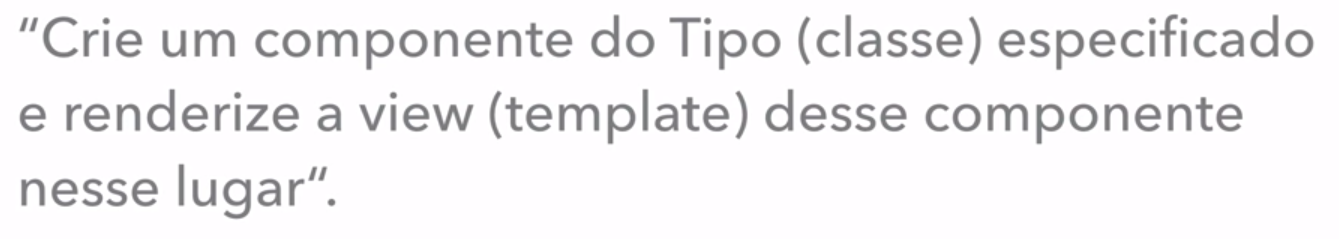 “Crie um componente do Tipo (classe) especificado
e renderize a view (template) desse componente
nesse lugar“.